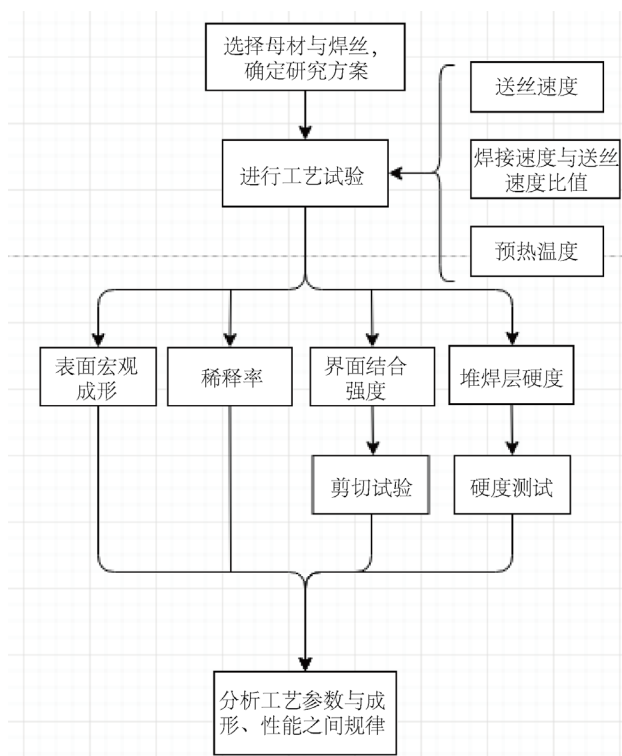 选择母材与焊丝，
确定研究方案
送丝速度
进行工艺试验
焊接速度与送丝
速度比值
预热温度
表面宏观
成形
稀释率
界面结合
强度
堆焊层硬度
剪切试验
硬度测试
分析工艺参数与成
形、性能之间规律